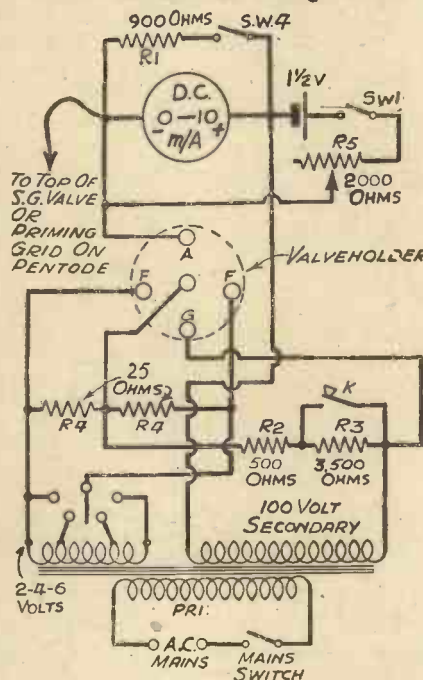 900 OHMS
S.W.4
R1
D.C.
0-10
- +
m/A
1½V
SW1
R5
2000
OHMS
TO TOP OF
S.G. VALVE
OR
PRIMING
GRID ON
PENTODE
A
F
F
G
VALVEHOLDER
25
OHMS
R4
R4
K
R2
R3
500
OHMS
3,500
OHMS
100 VOLT
SECONDARY
2-4-6
VOLTS
PRI:
A.C.
MAINS
MAINS
SWITCH